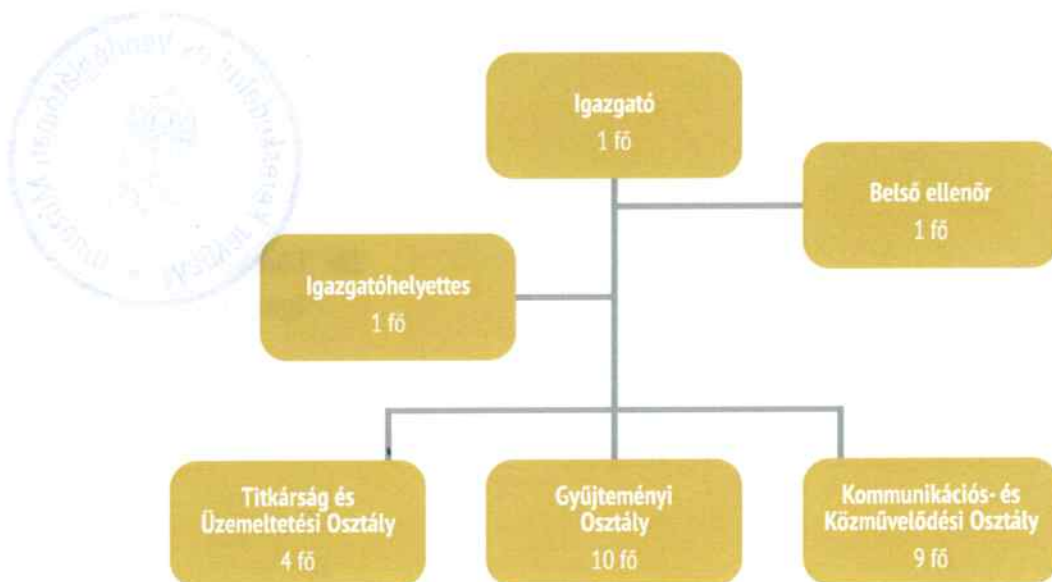 Igazgató
1 fő
Belső ellenőr
1 fő
Igazgatóhelyettes
1 fő
Titkárság és
Üzemeltetési Osztály
4 fő
Gyűjteményi
Osztály
10 fő
Kommunikációs- és
Közművelődési Osztály
9 fő